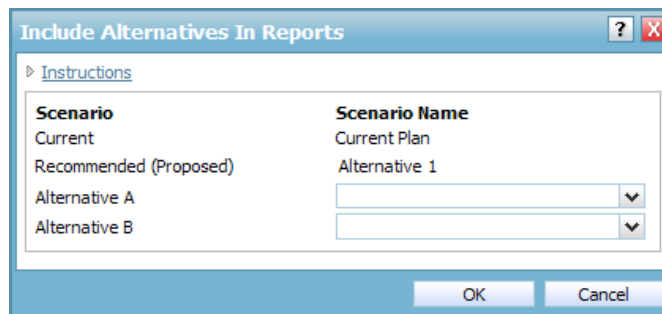 Include Alternatives In Reports ? X
Instructions
Scenario Scenario Name
Current Current Plan
Recommended (Proposed) Alternative 1
Alternative A
Alternative B
OK Cancel